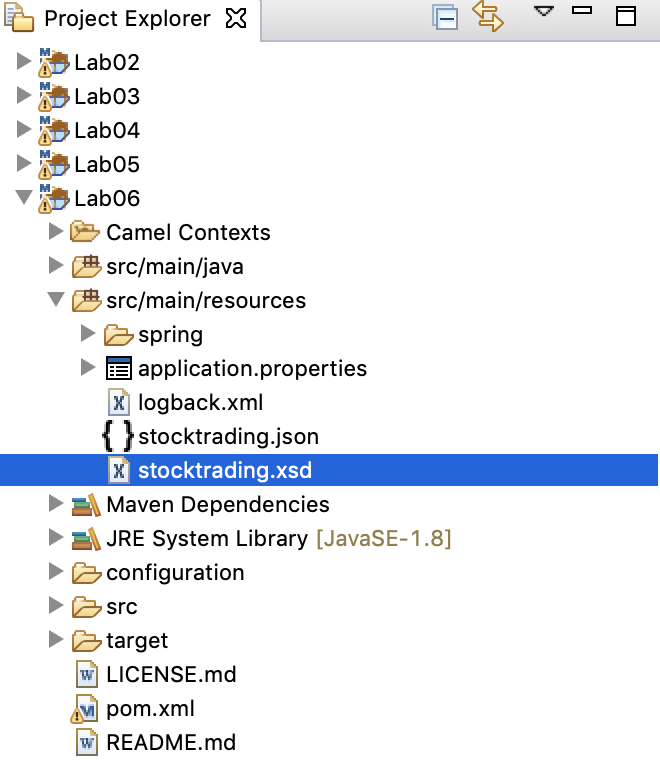 Project Explorer
Lab02
Lab03
Lab04
Lab05
Lab06
Camel Contexts
src/main/java
src/main/resources
spring
application.properties
logback.xml
stocktrading.json
stocktrading.xsd
Maven Dependencies
JRE System Library [JavaSE-1.8]
configuration
src
target
LICENSE.md
pom.xml
README.md